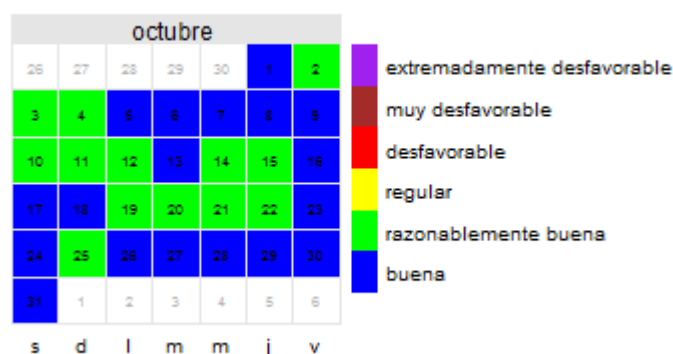 octubre
26 27 28 29 30 1 2
3 4 5 6 7 8 9
10 11 12 13 14 15 16
17 18 19 20 21 22 23
24 25 26 27 28 29 30
31 1 2 3 4 5 6
s d l m m j v
extremadamente desfavorable
muy desfavorable
desfavorable
regular
razonablemente buena
buena